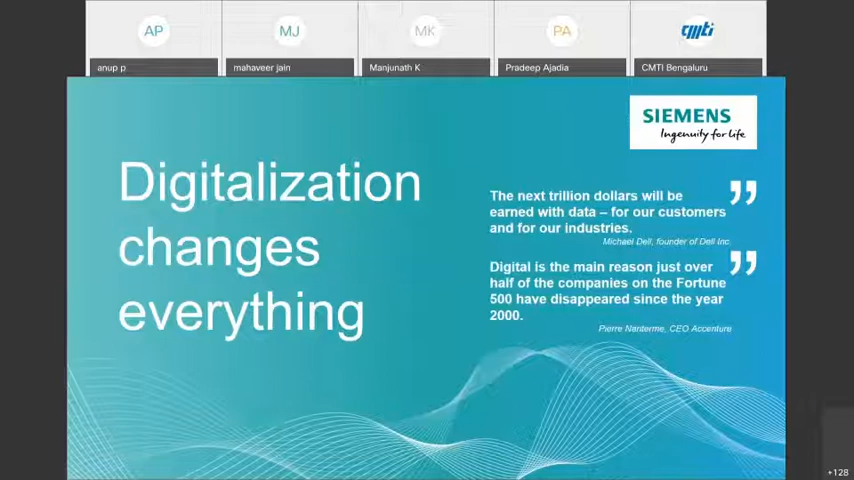 AP
MJ
MK
PA
cmti
anup p
mahaveer jain
Manjunath K
Pradeep Ajadia
CMTI Bengaluru
SIEMENS
Ingenuity for life
Digitalization
changes
everything
The next trillion dollars will be
earned with data – for our customers
and for our industries.
Michael Dell, founder of Dell Inc.
Digital is the main reason just over
half of the companies on the Fortune
500 have disappeared since the year
2000.
Pierre Nanterme, CEO Accenture
+128